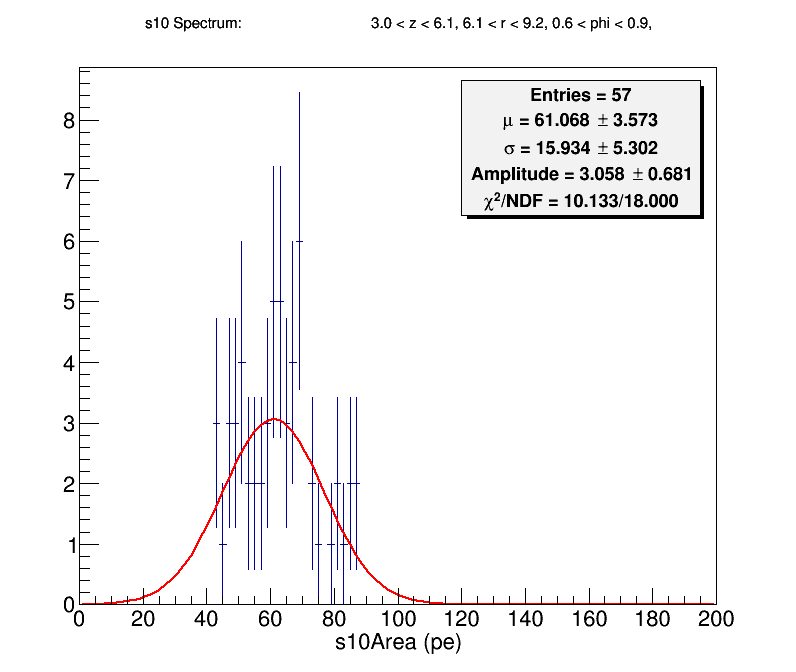 s10 Spectrum: 3.0 < z < 6.1, 6.1 < r < 9.2, 0.6 < phi < 0.9,
Entries = 57
μ = 61.068 ± 3.573
σ = 15.934 ± 5.302
Amplitude = 3.058 ± 0.681
χ²/NDF = 10.133/18.000
8
7
6
5
4
3
2
1
0
0 20 40 60 80 100 120 140 160 180 200
s10Area (pe)